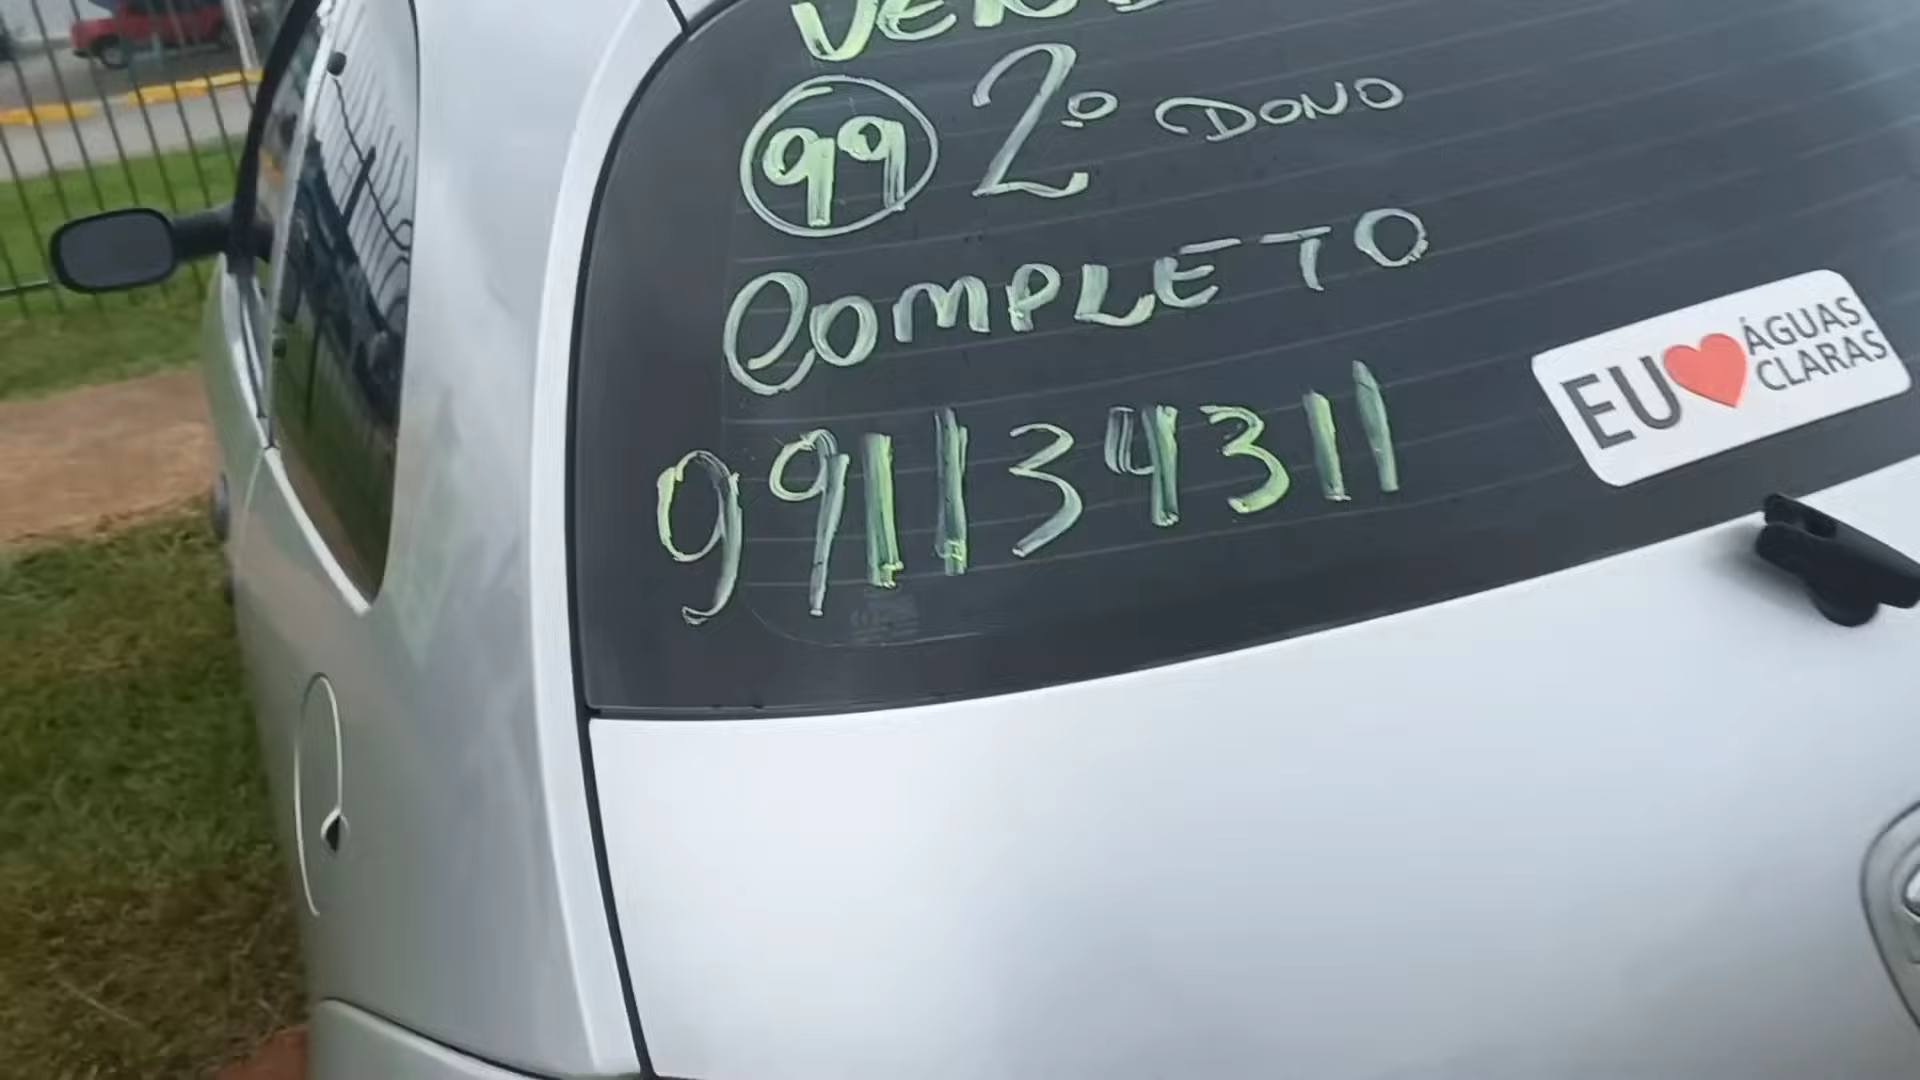 99 2º DONO
COMPLETO
991134311
EU ❤ ÁGUAS CLARAS